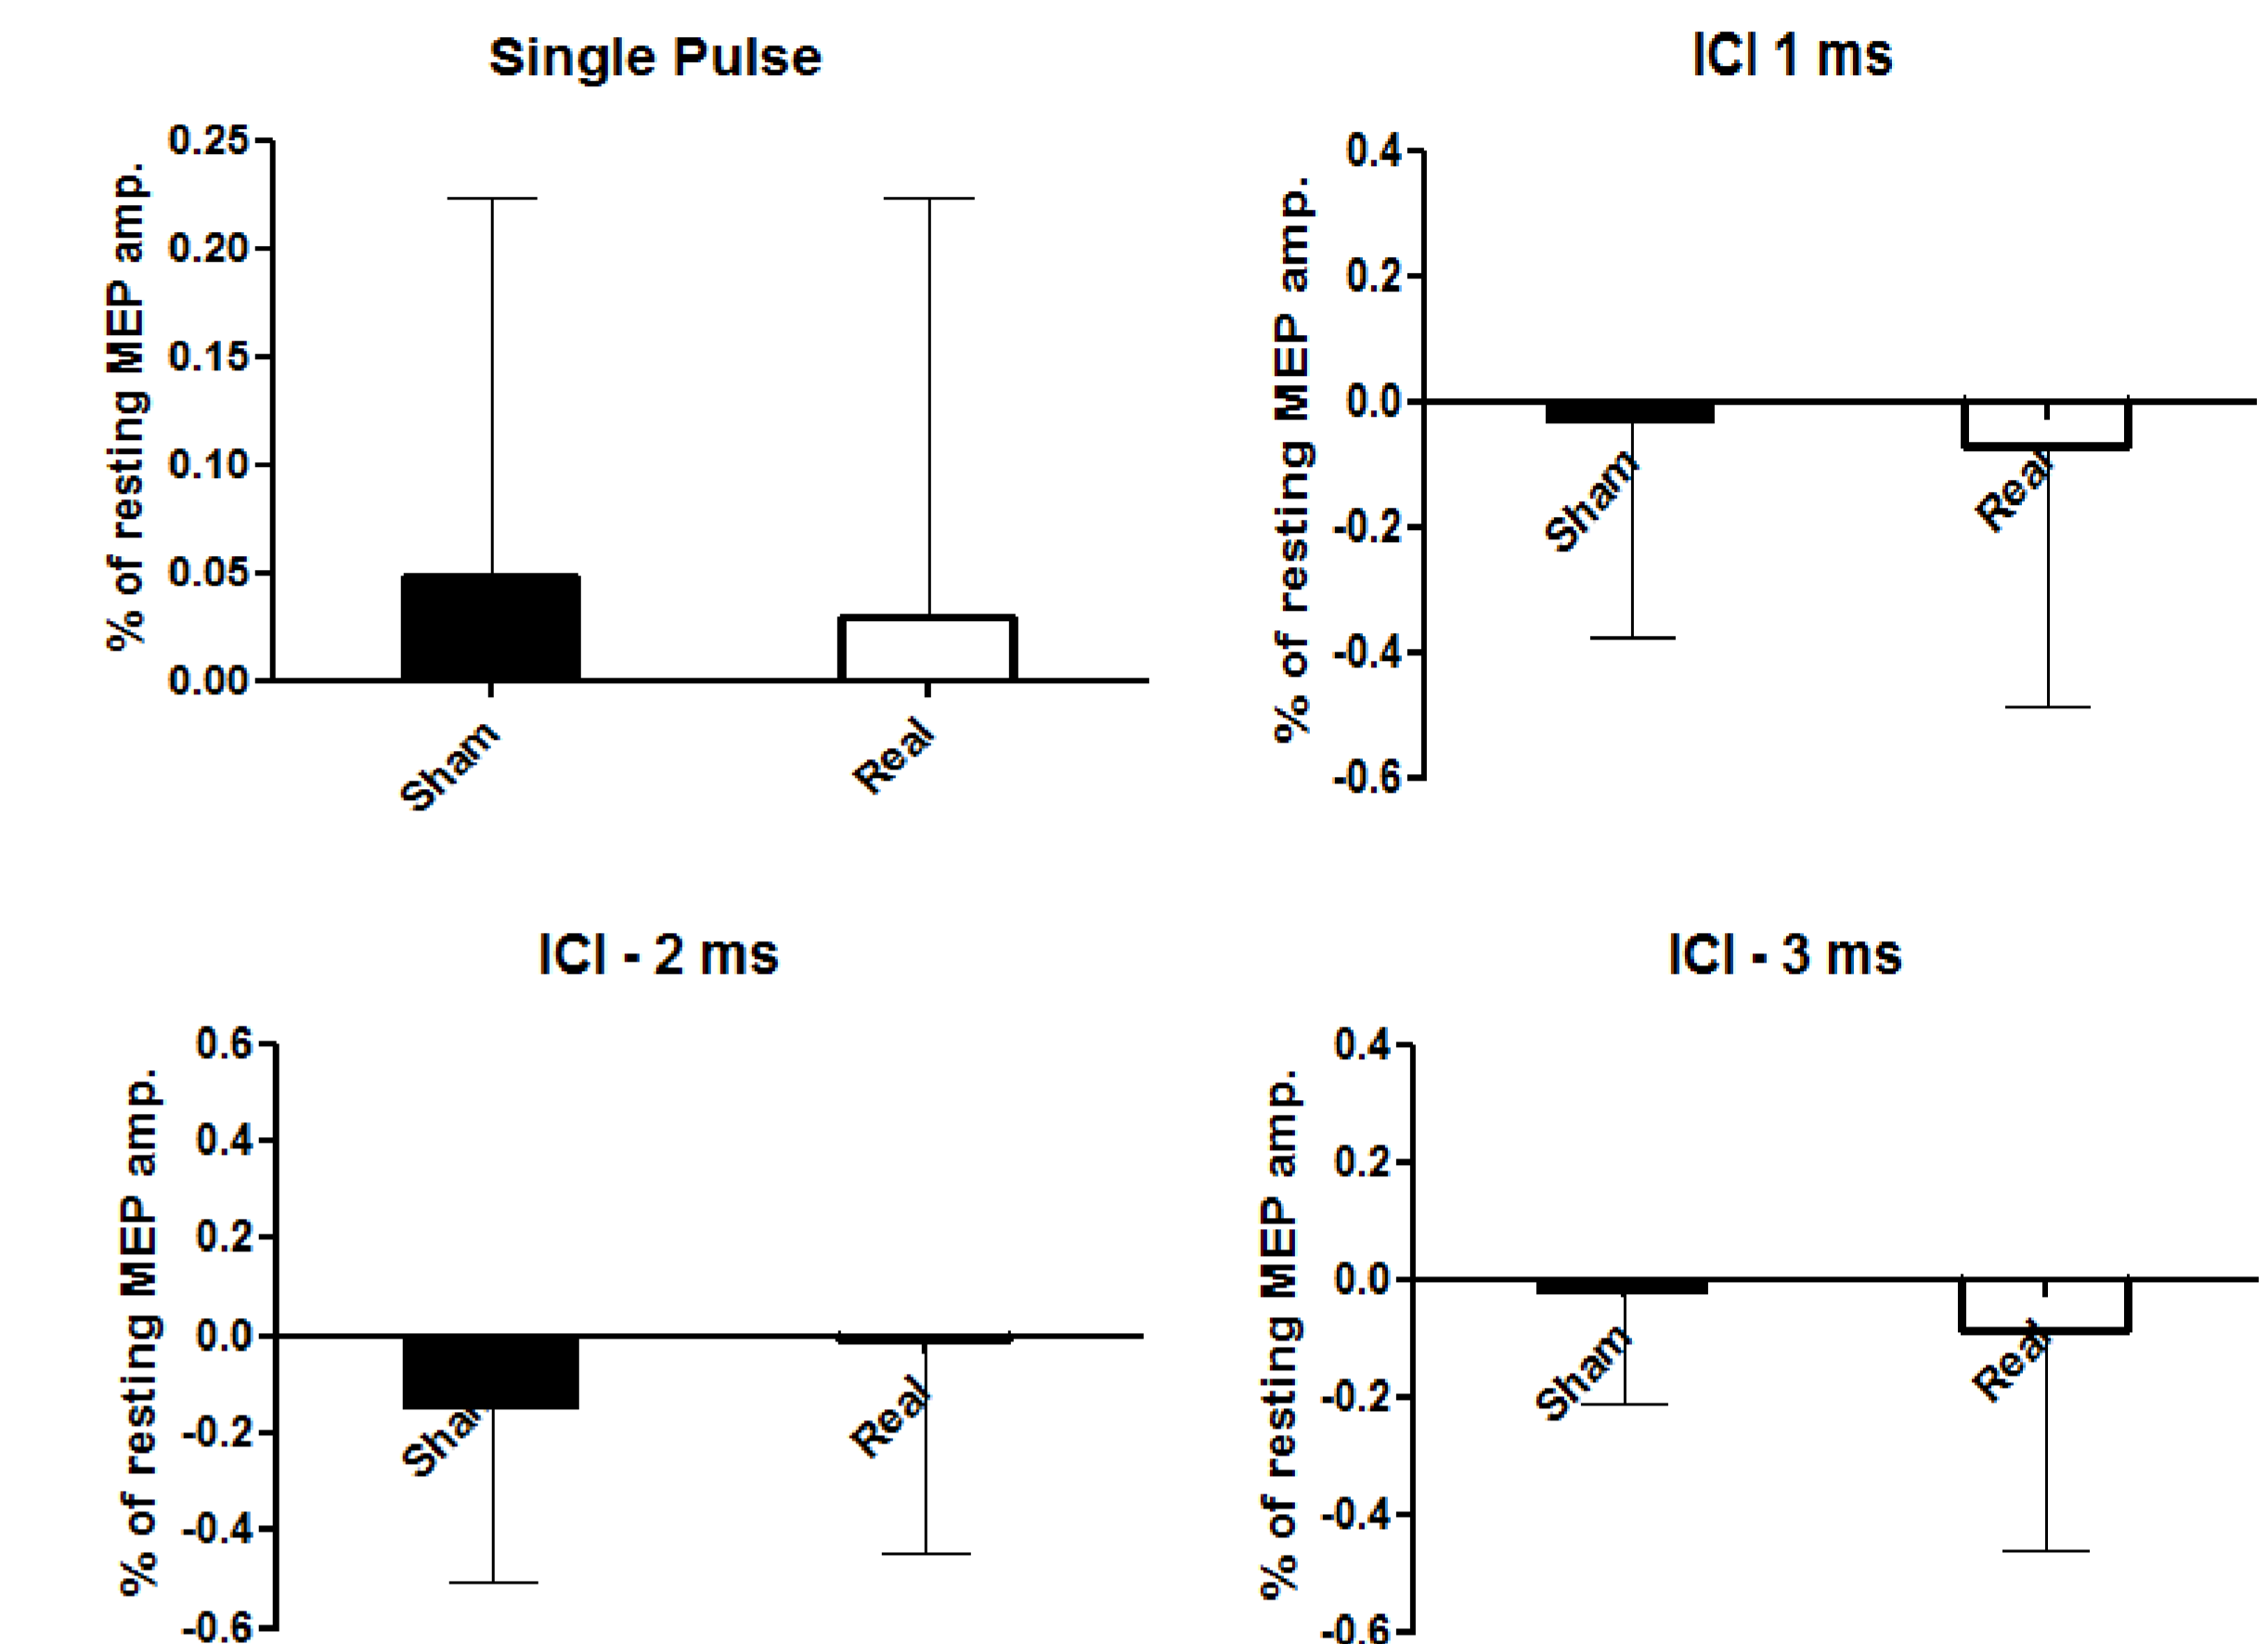 Single Pulse
% of resting MEP amp.
0.25
0.20
0.15
0.10
0.05
0.00
Sham
Real
ICI 1 ms
% of resting MEP amp.
0.4
0.2
0.0
-0.2
-0.4
-0.6
Sham
Real
ICI - 2 ms
% of resting MEP amp.
0.6
0.4
0.2
0.0
-0.2
-0.4
-0.6
Sham
Real
ICI - 3 ms
% of resting MEP amp.
0.4
0.2
0.0
-0.2
-0.4
-0.6
Sham
Real